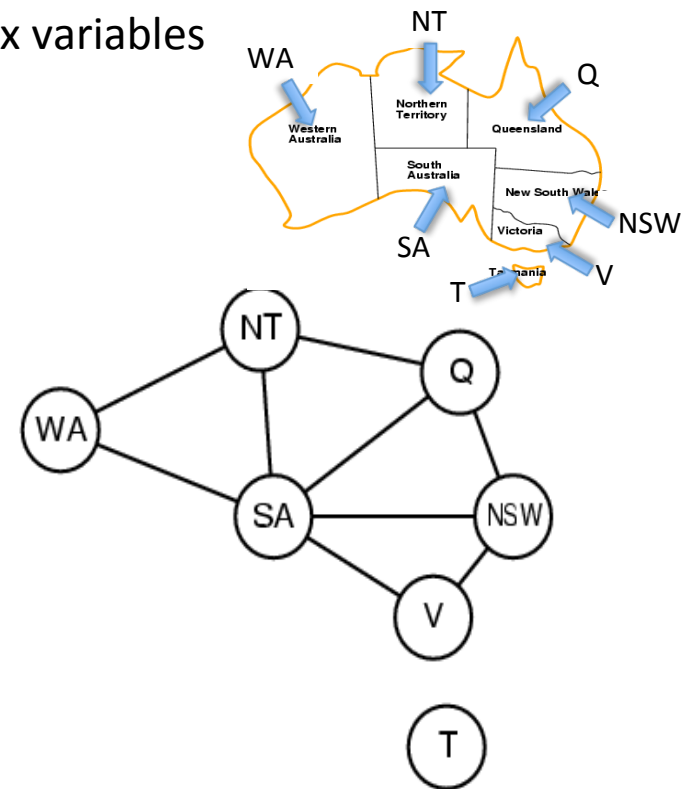 x variables
NT
WA
Q
Northern
Territory
Western
Australia
Queensland
South
Australia
New South
NSW
Victoria
SA
V
T
NT
Q
WA
SA
NSW
V
T